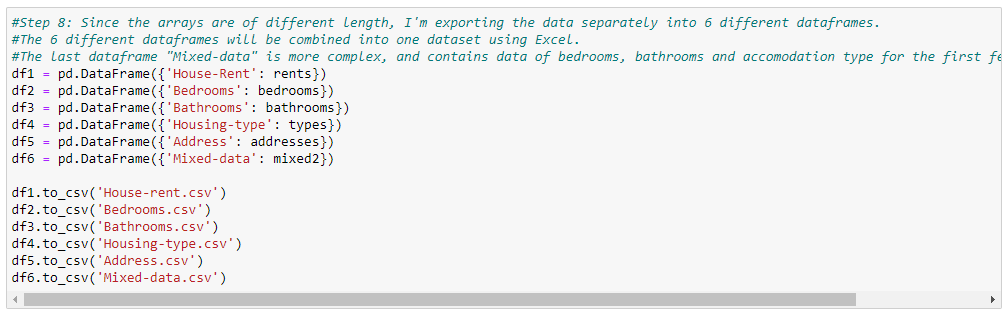 #Step 8: Since the arrays are of different length, I'm exporting the data separately into 6 different dataframes.
#The 6 different dataframes will be combined into one dataset using Excel.
#The last dataframe "Mixed-data" is more complex, and contains data of bedrooms, bathrooms and accomodation type for the first fe
df1 = pd.DataFrame({'House-Rent': rents})
df2 = pd.DataFrame({'Bedrooms': bedrooms})
df3 = pd.DataFrame({'Bathrooms': bathrooms})
df4 = pd.DataFrame({'Housing-type': types})
df5 = pd.DataFrame({'Address': addresses})
df6 = pd.DataFrame({'Mixed-data': mixed2})
df1.to_csv('House-rent.csv')
df2.to_csv('Bedrooms.csv')
df3.to_csv('Bathrooms.csv')
df4.to_csv('Housing-type.csv')
df5.to_csv('Address.csv')
df6.to_csv('Mixed-data.csv')